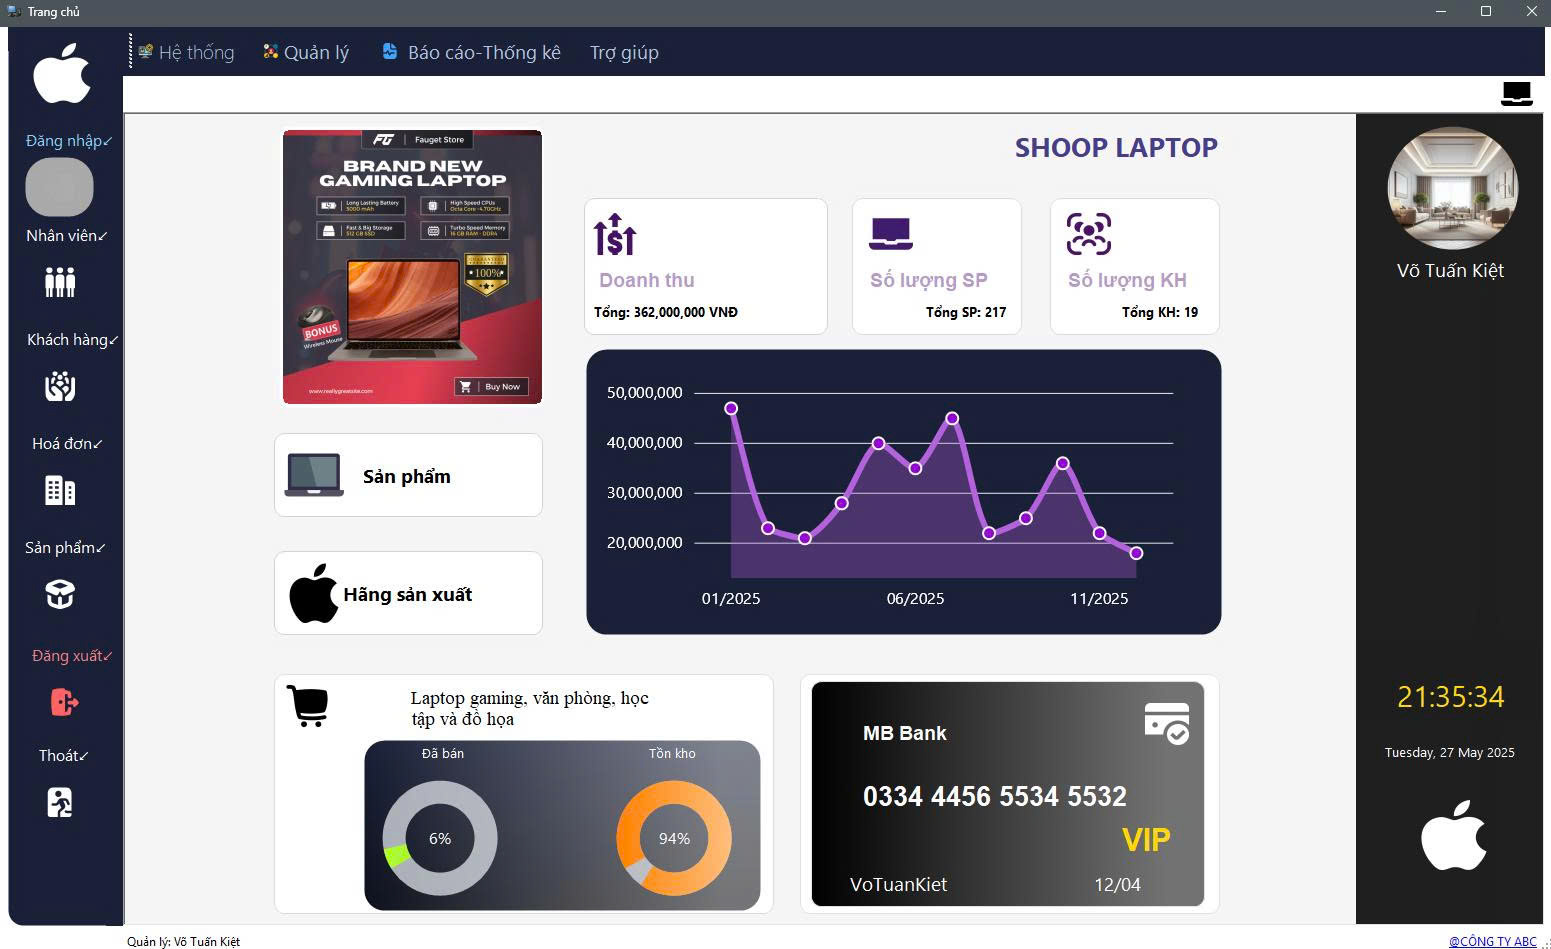 Trang chủ
Hệ thống Quản lý Báo cáo-Thống kê Trợ giúp
Đăng nhập
Nhân viên
Khách hàng
Hoá đơn
Sản phẩm
Đăng xuất
Thoát
FG | Fauget Store
BRAND NEW
GAMING LAPTOP
Long Lasting Battery
5000 mAh
High Speed CPUs
Octa Core -4.70GHz
Fast & Big Storage
512 GB SSD
Turbo Speed Memory
16 GB RAM - DDR4
GUARANTEED
100%
BONUS
Wireless Mouse
www.reallygreatsite.com
Buy Now
SHOOP LAPTOP
Doanh thu
Tổng: 362,000,000 VNĐ
Số lượng SP
Tổng SP: 217
Số lượng KH
Tổng KH: 19
50,000,000
40,000,000
30,000,000
20,000,000
01/2025 06/2025 11/2025
Sản phẩm
Hãng sản xuất
Laptop gaming, văn phòng, học
tập và đồ họa
Đã bán
6%
Tồn kho
94%
MB Bank
0334 4456 5534 5532
VIP
VoTuanKiet 12/04
Võ Tuấn Kiệt
21:35:34
Tuesday, 27 May 2025
Quản lý: Võ Tuấn Kiệt
@CÔNG TY ABC